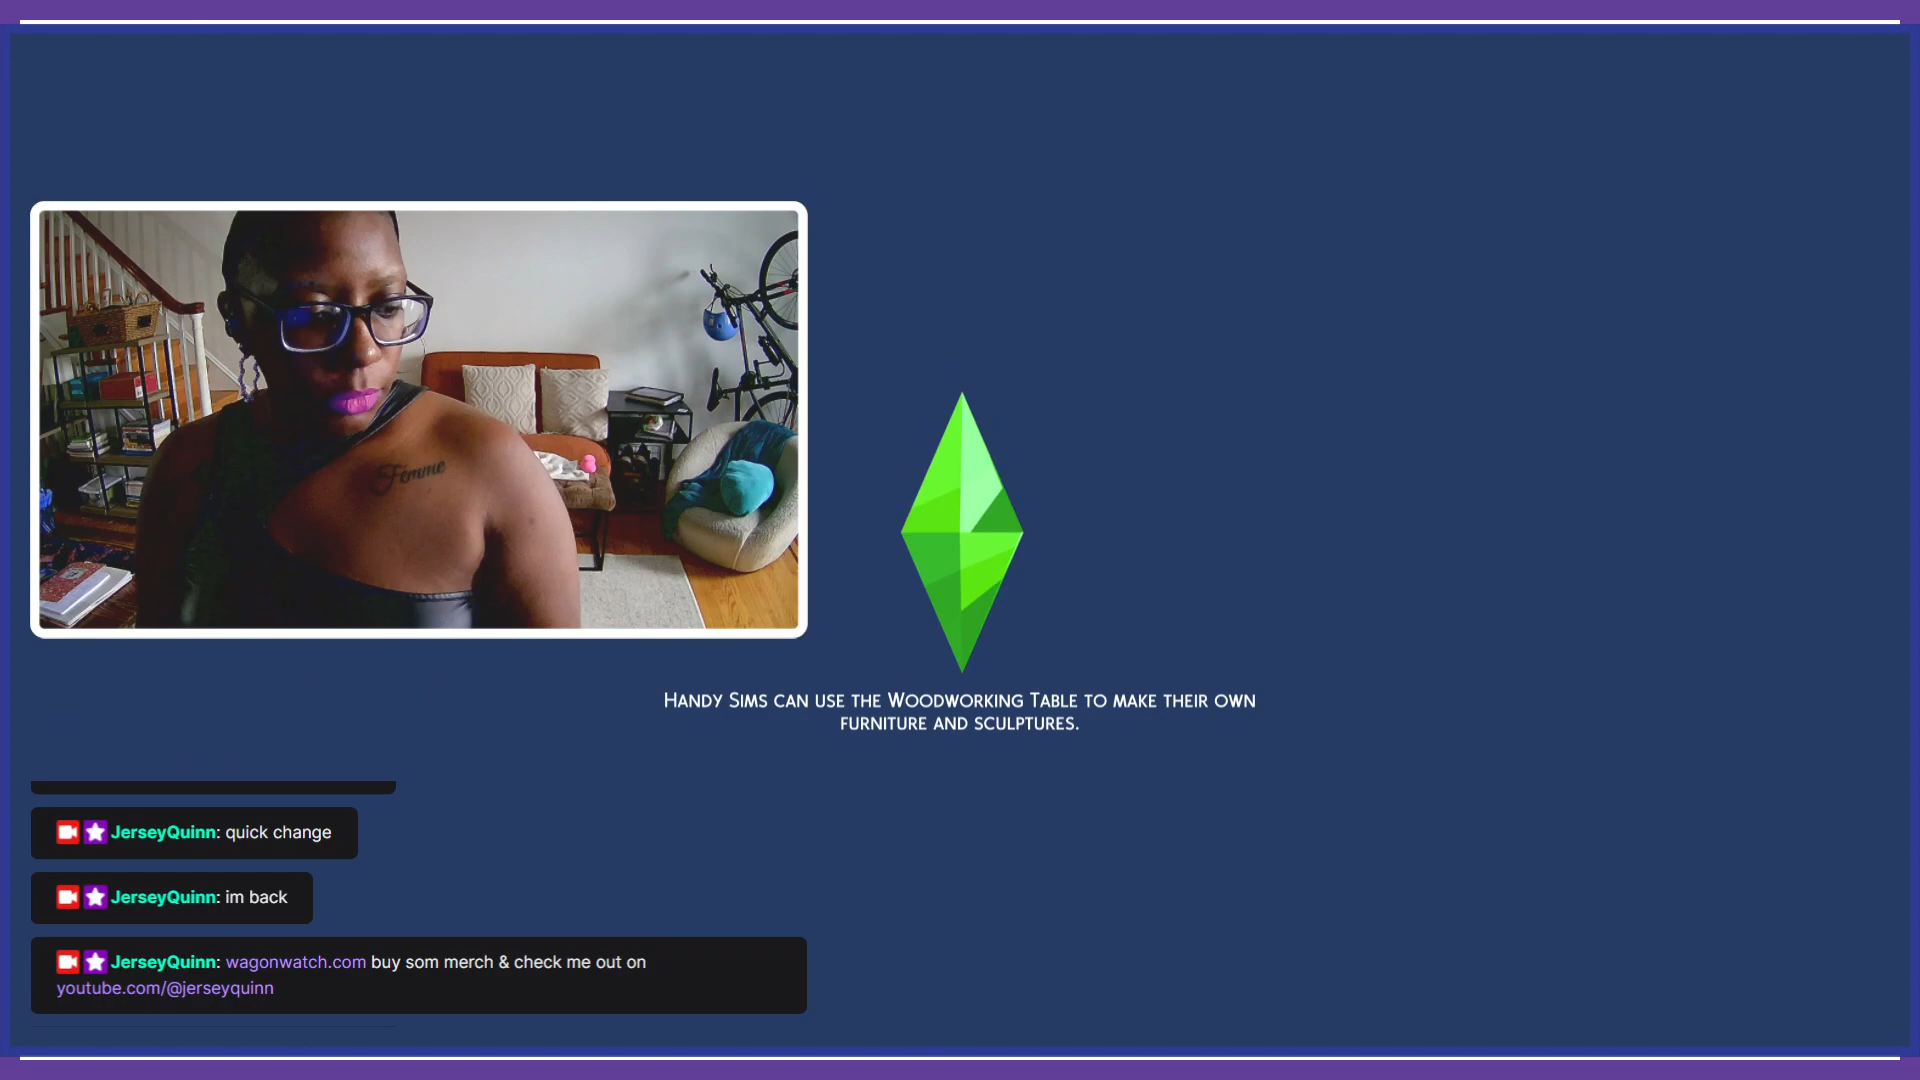 Femme
HANDY SIMS CAN USE THE WOODWORKING TABLE TO MAKE THEIR OWN
FURNITURE AND SCULPTURES.
JerseyQuinn: quick change
JerseyQuinn: im back
JerseyQuinn: wagonwatch.com buy som merch & check me out on
youtube.com/@jerseyquinn